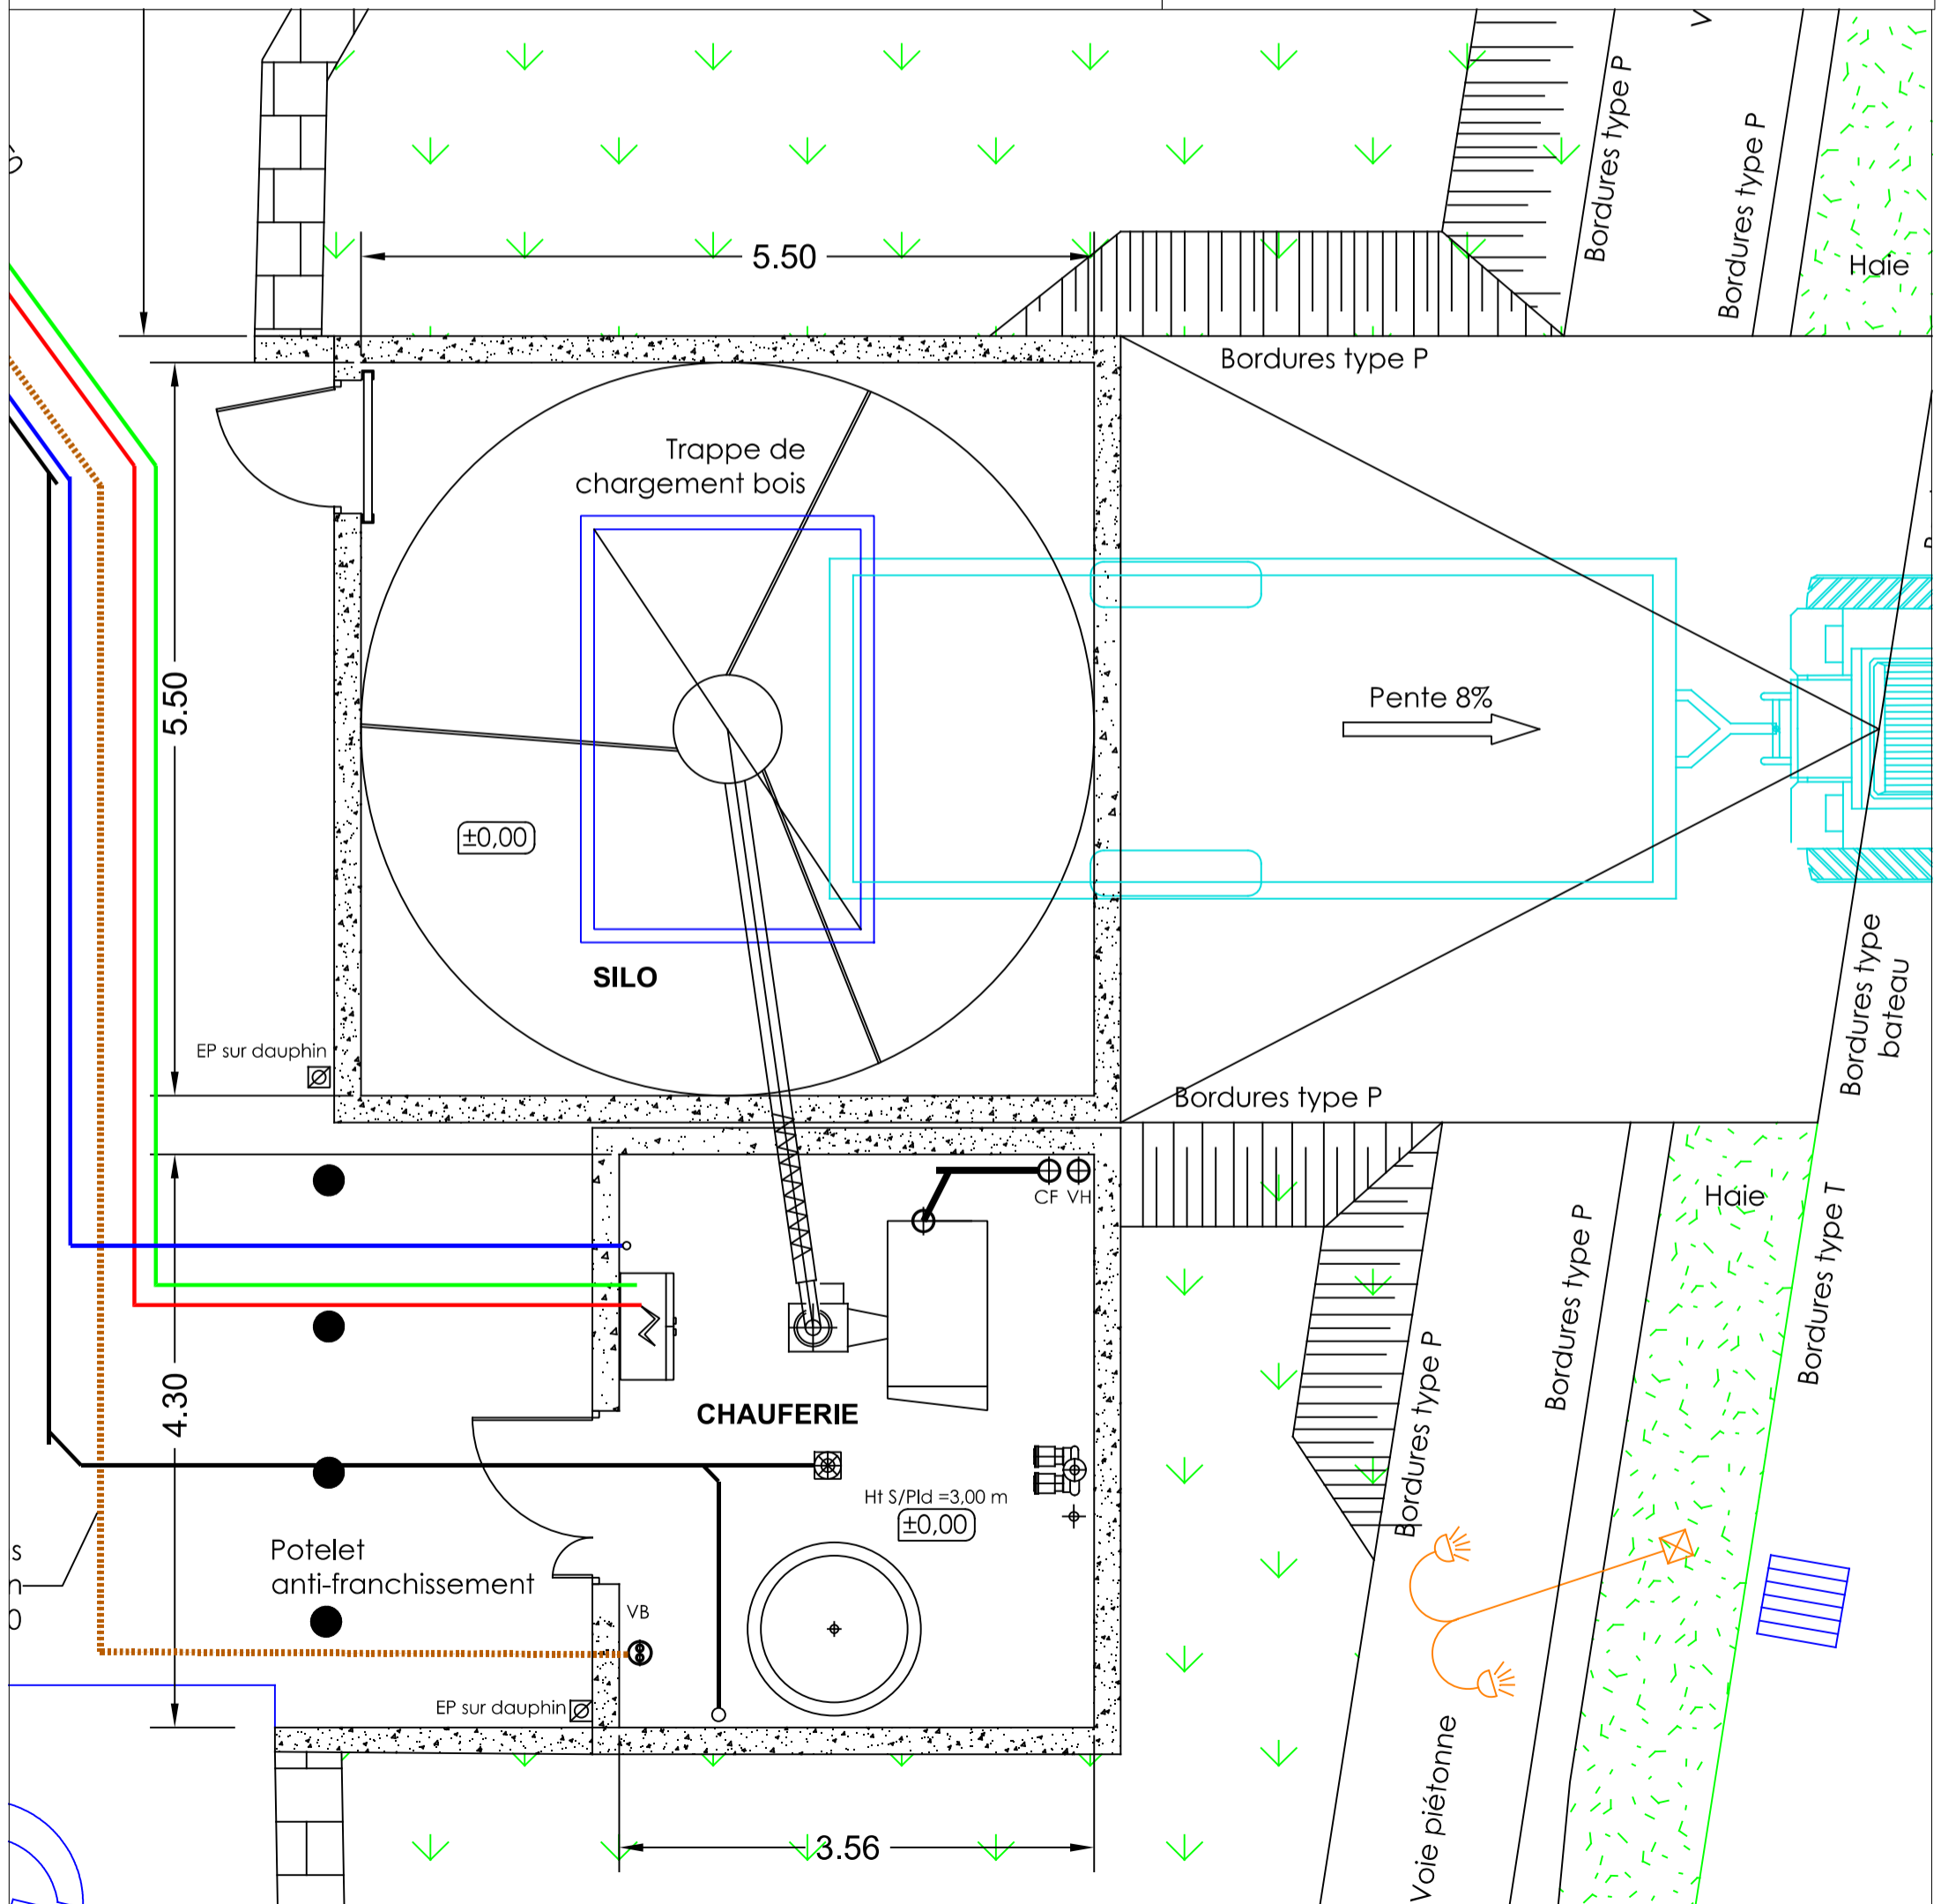 Bordures type P
Bordures type P
Haie
5.50
Bordures type P
Trappe de
chargement bois
5.50
Pente 8%
±0,00
SILO
Bordures type
bateau
EP sur dauphin
Bordures type P
CF VH
Haie
Bordures type P
Bordures type T
4.30
CHAUFERIE
Bordures type P
Ht S/Pld =3,00 m
±0,00
Potelet
anti-franchissement
VB
EP sur dauphin
Voie piétonne
3.56